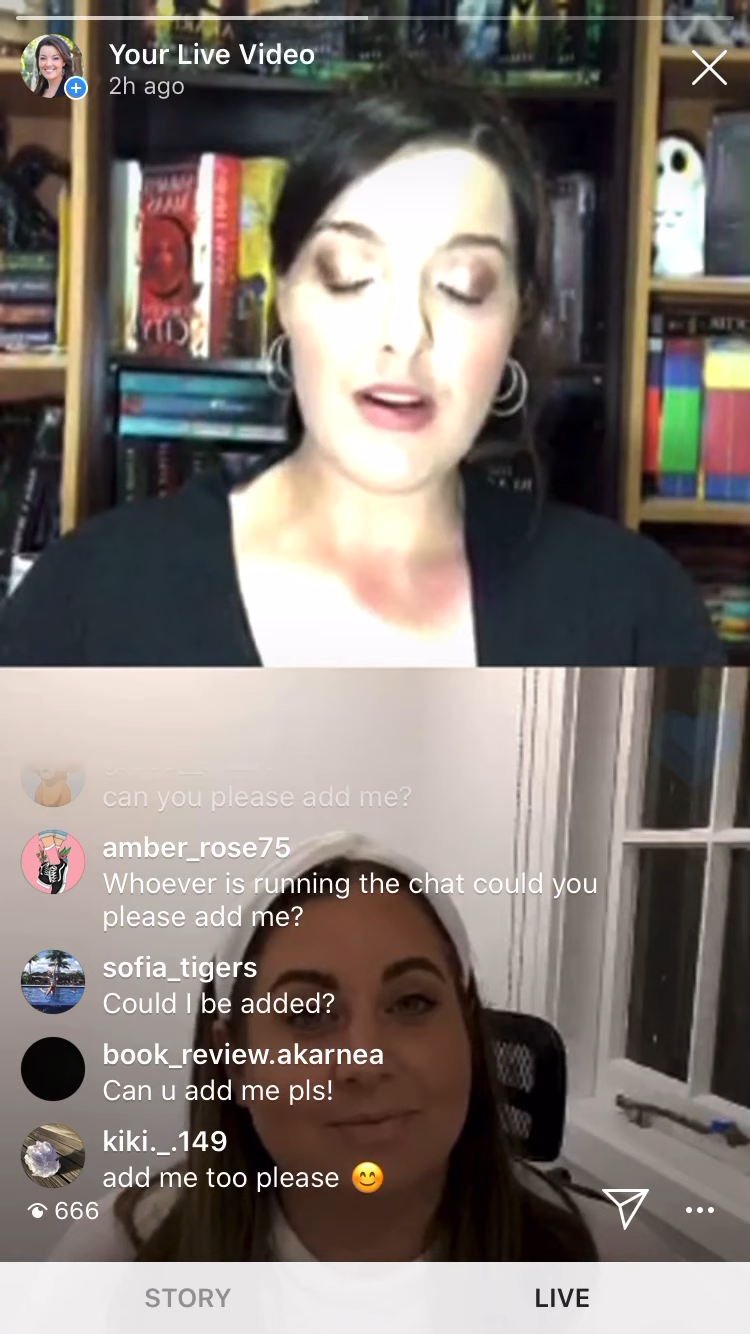 Your Live Video
2h ago
can you please add me?
amber_rose75
Whoever is running the chat could you
please add me?
sofia_tigers
Could I be added?
book_review.akarnea
Can u add me pls!
kiki._.149
add me too please 😊
666
STORY
LIVE